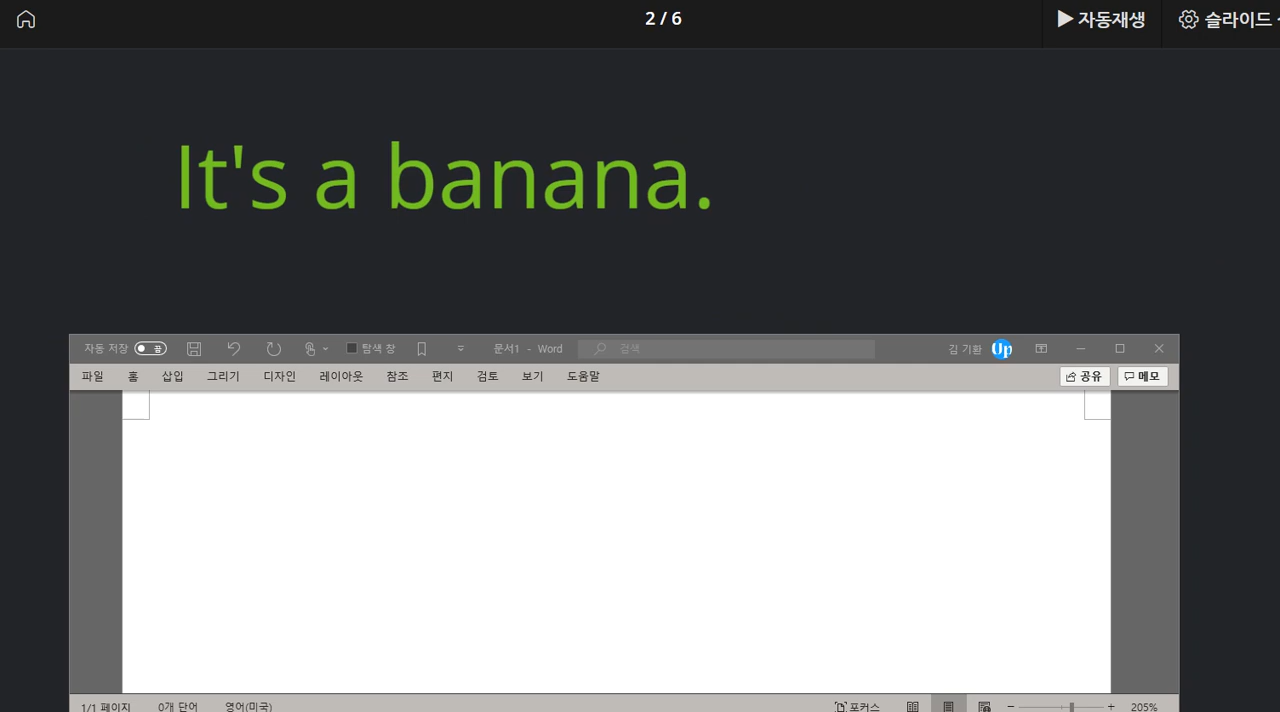 2 / 6
▶ 자동재생
슬라이드
It's a banana.
자동 저장 끔 탐색 창 문서1 - Word 검색 김 기환 Up
파일 홈 삽입 그리기 디자인 레이아웃 참조 편지 검토 보기 도움말 공유 메모
1/1 페이지 0개 단어 영어(미국) 포커스 205%